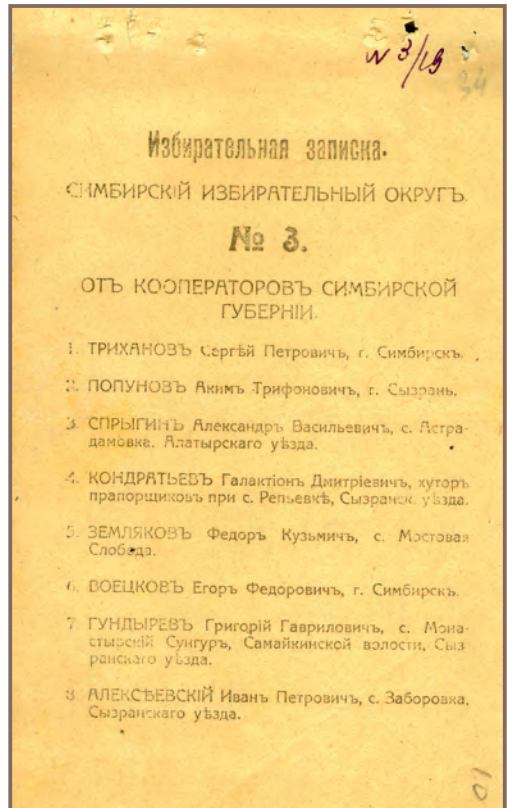 N 3/19
34
Избирательная записка.
СИМБИРСКІЙ ИЗБИРАТЕЛЬНЫЙ ОКРУГЪ.
№ 3.
ОТЪ КООПЕРАТОРОВЪ СИМБИРСКОЙ
ГУБЕРНІИ.
1. ТРИХАНОВЪ Сергѣй Петровичъ, г. Симбирскъ.
2. ПОПУНОВЪ Акимъ Трифоновичъ, г. Сызрань.
3. СПРЫГИНЪ Александръ Васильевичъ, с. Астра-
дамовка. Алатырскаго уѣзда.
4. КОНДРАТЬЕВЪ Галактіонъ Дмитріевичъ, хуторъ
прапорщиковъ при с. Репьевкѣ, Сызранск. уѣзда.
5. ЗЕМЛЯКОВЪ Федоръ Кузьмичъ, с. Мостовая
Слобода.
6. ВОЕЦКОВЪ Егоръ Федоровичъ, г. Симбирскъ.
7. ГУНДЫРЕВЪ Григорій Гавриловичъ, с. Мона-
стырскій Сунгур, Самайкинской волости, Сыз
ранскаго уѣзда.
8. АЛЕКСѢЕВСКІЙ Иванъ Петровичъ, с. Заборовка,
Сызранскаго уѣзда.
10